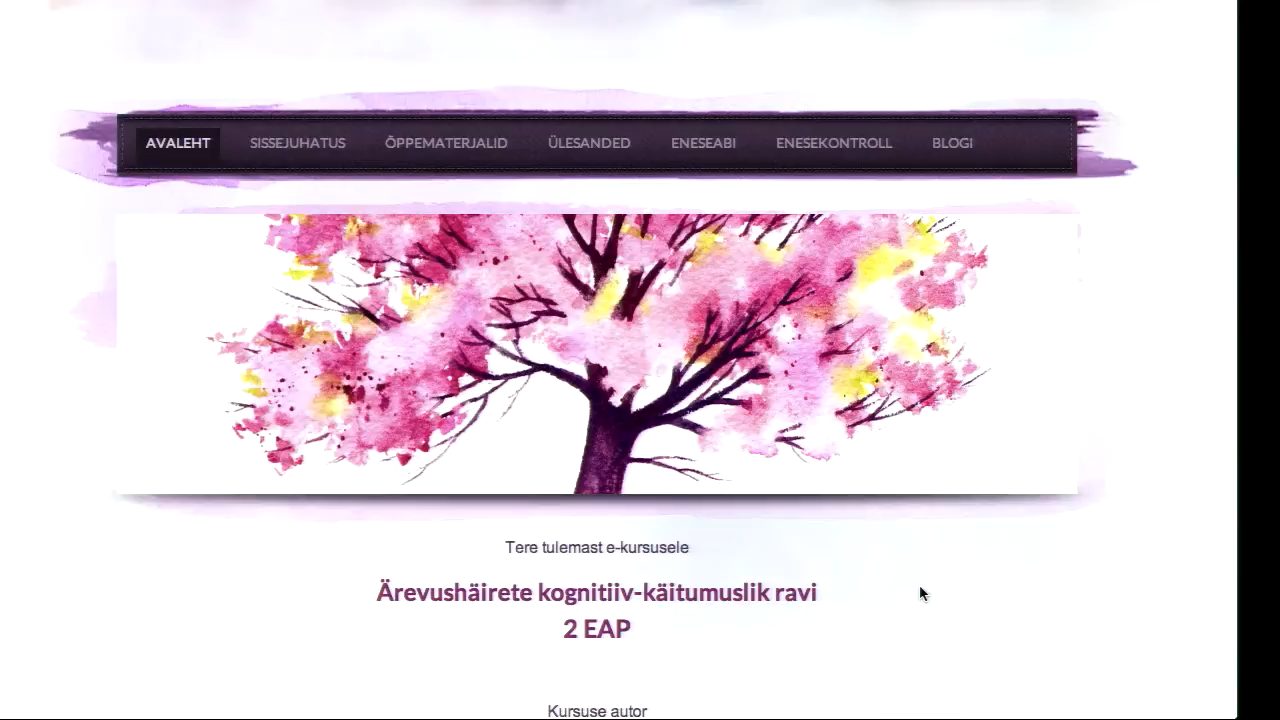 AVALEHT SISSEJUHATUS ÕPPEMATERJALID ÜLESANDED ENESEABI ENESEKONTROLL BLOGI
Tere tulemast e-kursusele
Ärevushäirete kognitiiv-käitumuslik ravi
2 EAP
Kursuse autor